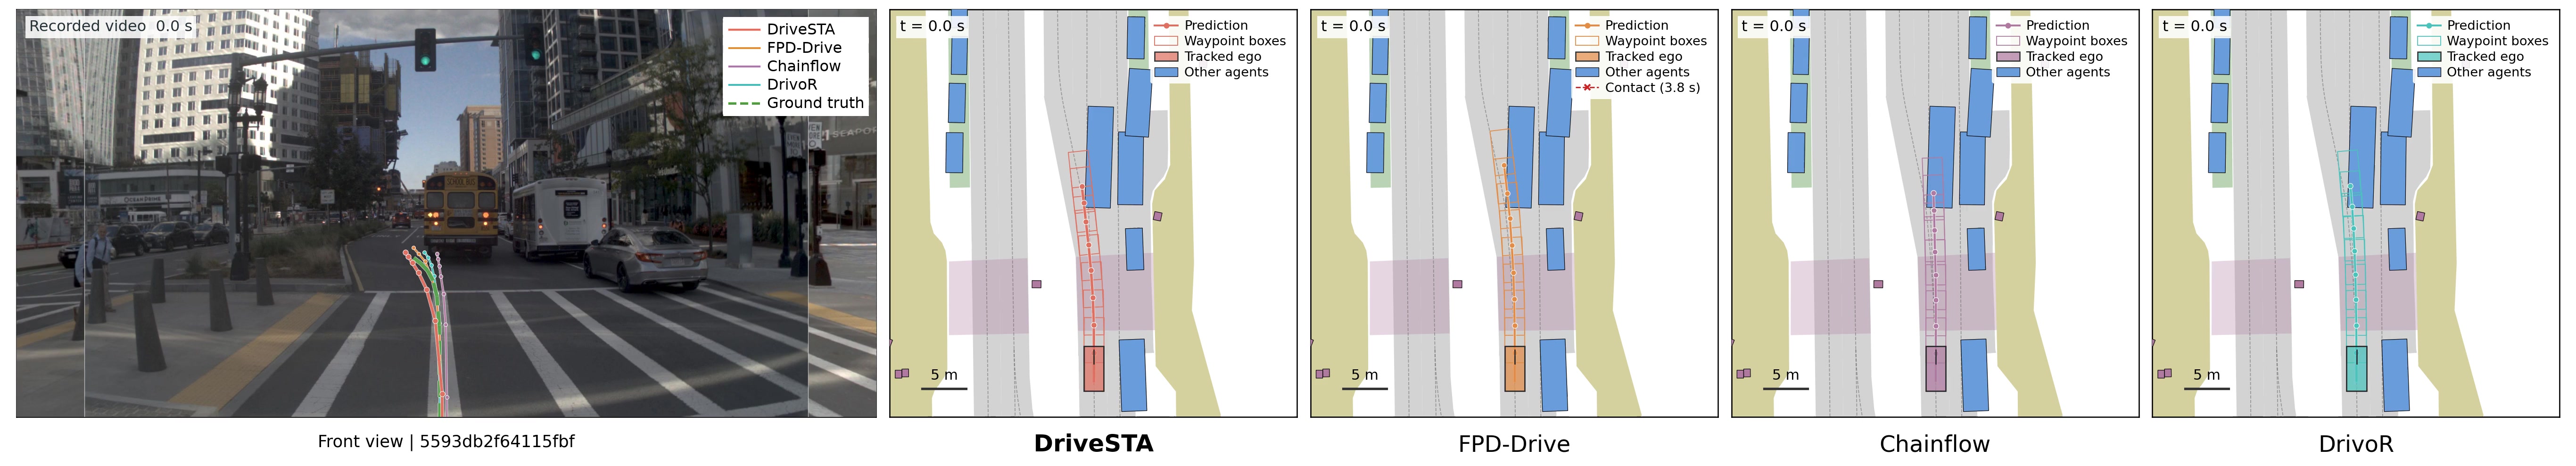 Recorded video 0.0 s
DriveSTA
FPD-Drive
Chainflow
DrivoR
Ground truth
SCHOOL BUS
SEAPOR
Front view | 5593db2f64115fbf
t = 0.0 s
Prediction
Waypoint boxes
Tracked ego
Other agents
5 m
DriveSTA
t = 0.0 s
Prediction
Waypoint boxes
Tracked ego
Other agents
Contact (3.8 s)
5 m
FPD-Drive
t = 0.0 s
Prediction
Waypoint boxes
Tracked ego
Other agents
5 m
Chainflow
t = 0.0 s
Prediction
Waypoint boxes
Tracked ego
Other agents
5 m
DrivoR